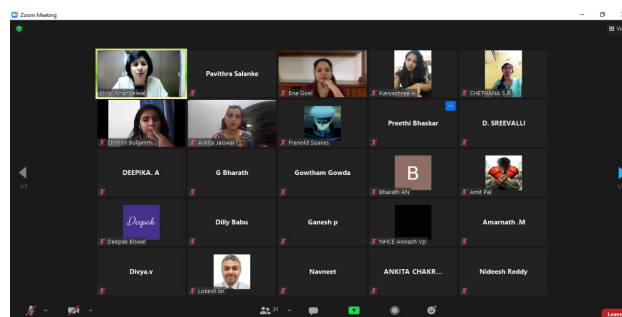 Zoom Meeting
Shilpi Khandelwal
Pavithra Salanke
Ena Goel
Kavyashree H
CHETHANA S R
Ankita Jaiswal
Frenold Soares
Preethi Bhaskar
D. SREEVALLI
DEEPIKA. A
G Bharath
Gowtham Gowda
B
Bharath AN
Amit Pal
Deepak
Deepak Biswal
Dilly Babu
Ganesh p
NHCE Avinash Vp
Amarnath .M
Divya.v
Lokesh kn
Navneet
ANKITA CHAKR...
Nideesh Reddy
1/2
31
Leave